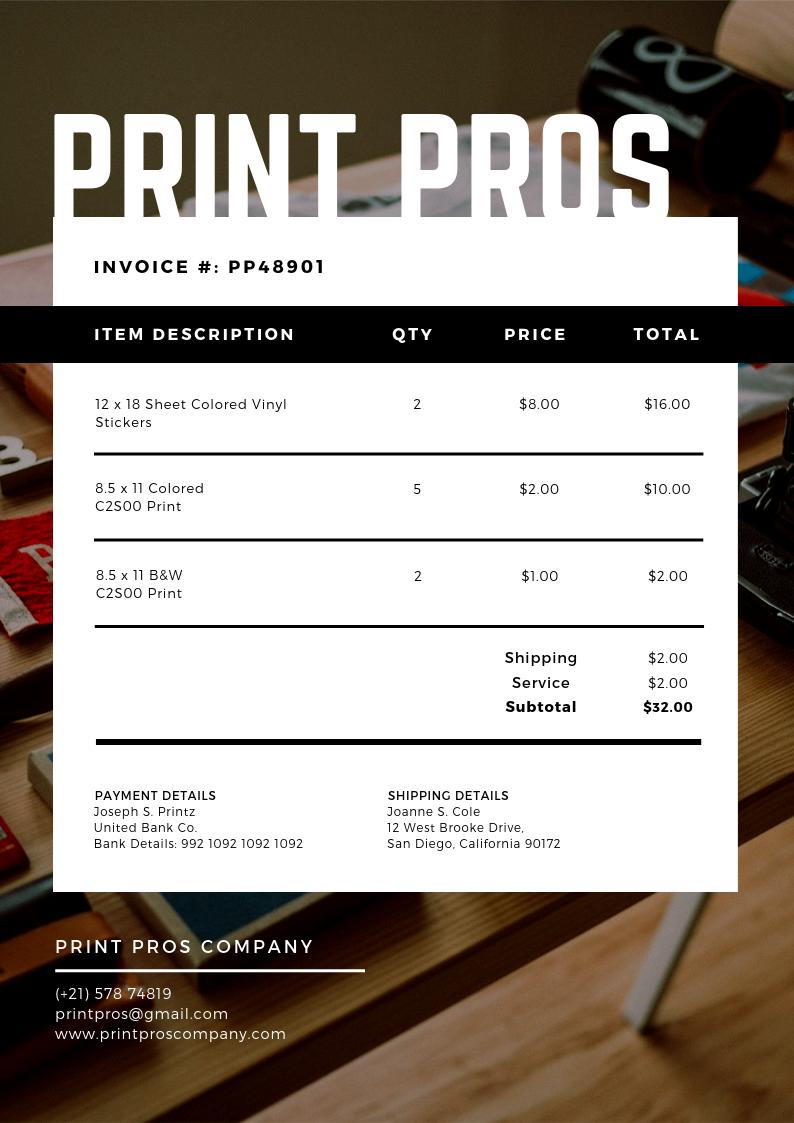 PRINT PROS
INVOICE #: PP48901
ITEM DESCRIPTION QTY PRICE TOTAL
12 x 18 Sheet Colored Vinyl 2 $8.00 $16.00
Stickers
8.5 x 11 Colored 5 $2.00 $10.00
C2S00 Print
8.5 x 11 B&W 2 $1.00 $2.00
C2S00 Print
Shipping $2.00
Service $2.00
Subtotal $32.00
PAYMENT DETAILS
Joseph S. Printz
United Bank Co.
Bank Details: 992 1092 1092 1092
SHIPPING DETAILS
Joanne S. Cole
12 West Brooke Drive,
San Diego, California 90172
PRINT PROS COMPANY
(+21) 578 74819
printpros@gmail.com
www.printproscompany.com